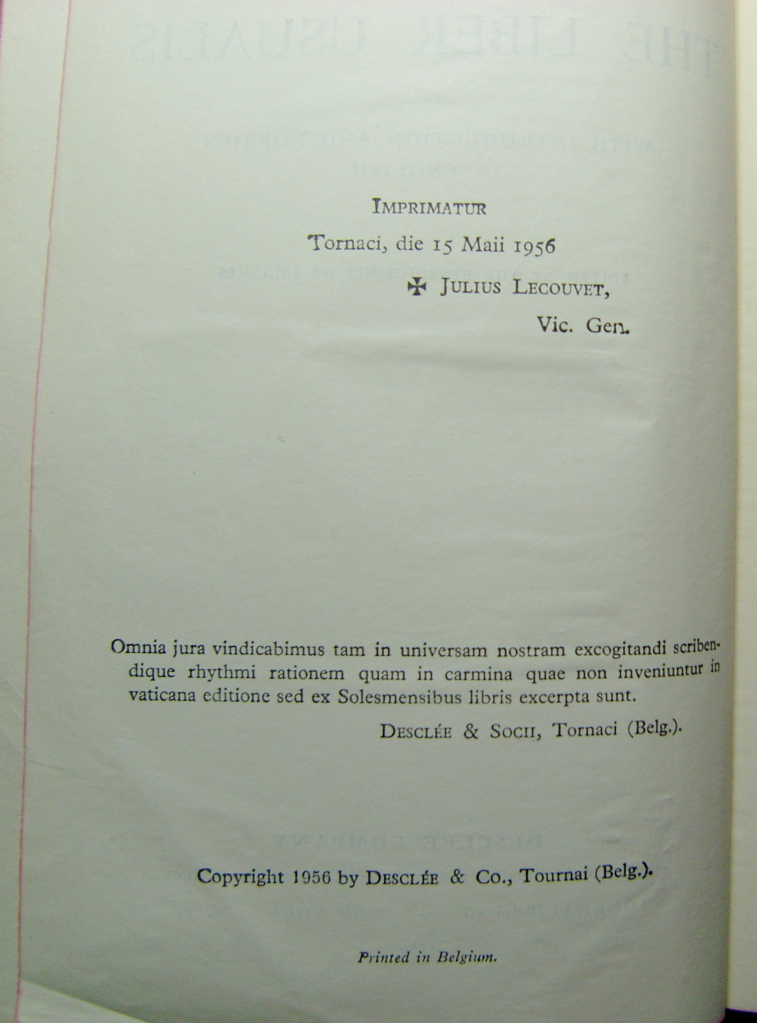 IMPRIMATUR
Tornaci, die 15 Maii 1956
✠ JULIUS LECOUVET,
Vic. Gen.
Omnia jura vindicabimus tam in universam nostram excogitandi scriben-
dique rhythmi rationem quam in carmina quae non inveniuntur in
vaticana editione sed ex Solesmensibus libris excerpta sunt.
DESCLÉE & SOCII, Tornaci (Belg.).
Copyright 1956 by DESCLÉE & Co., Tournai (Belg.).
Printed in Belgium.